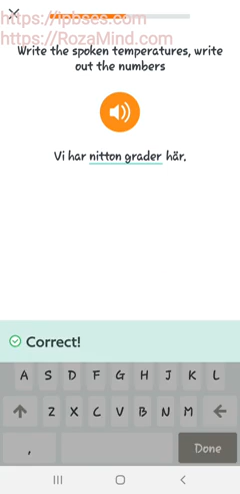 https://lpbses.com
https://RozaMind.com
Write the spoken temperatures, write
out the numbers
Vi har nitton grader här.
Correct!
A S D F G H J K L
Z X C V B N M
, Done